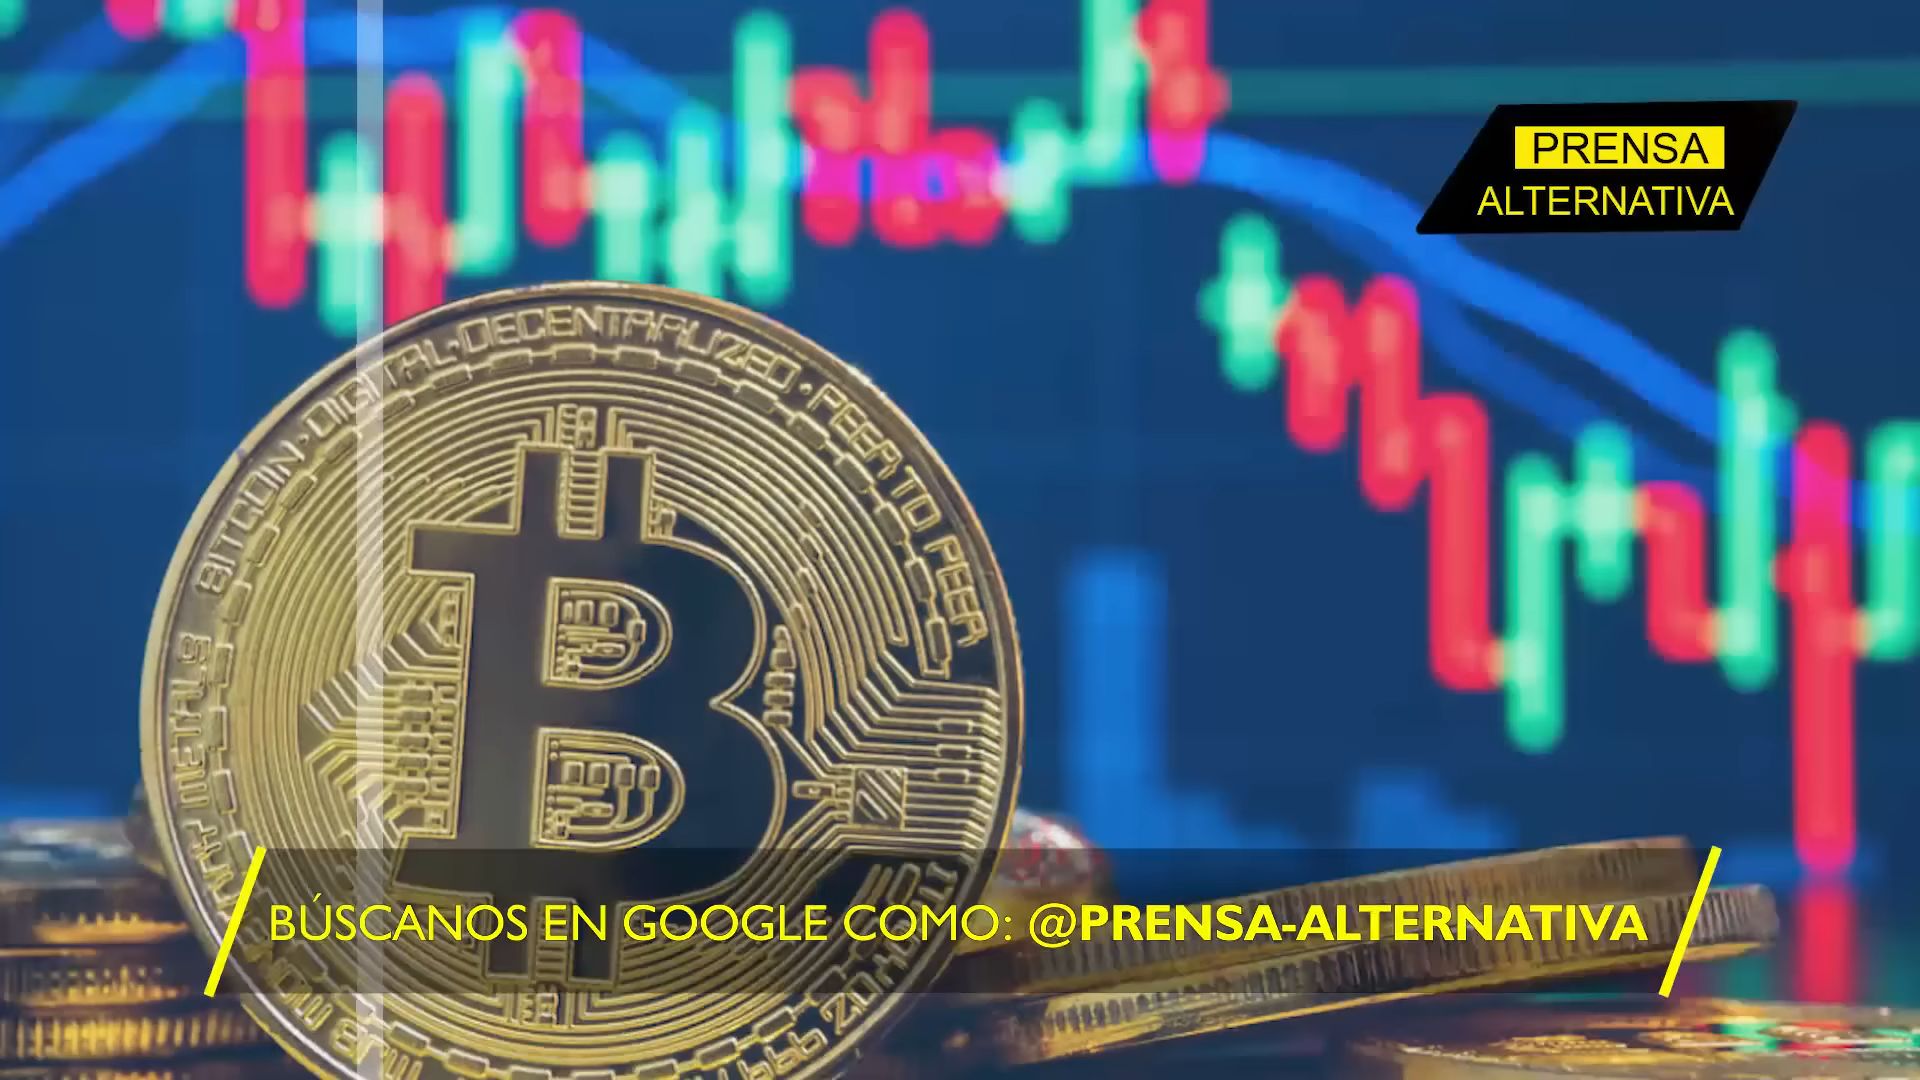 PRENSA
ALTERNATIVA
BITCOIN · DIGITAL · DECENTRALIZED · PEER TO PEER
BÚSCANOS EN GOOGLE COMO: @PRENSA-ALTERNATIVA